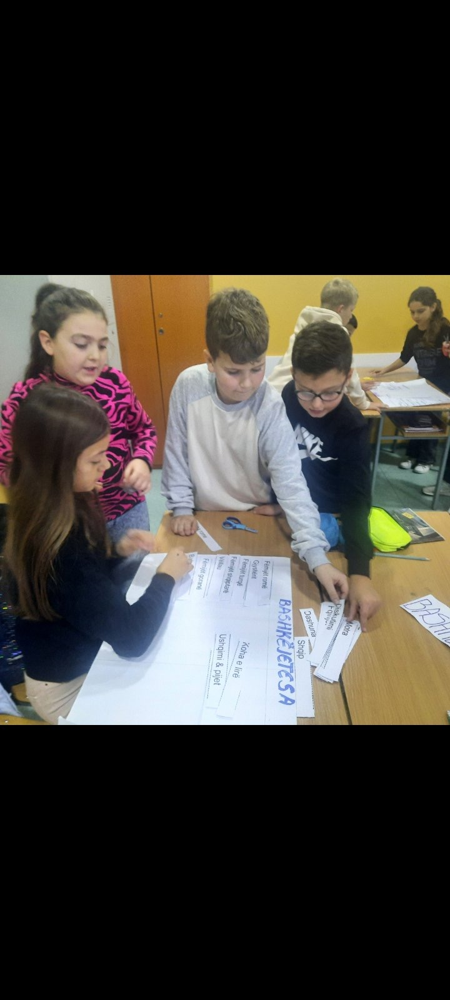 BASHKËJETESA
Fëmijët romë
Gjyshërit
Fëmijët turqë
Fëmijët shqiptarë
Vëllau
Fëmijët goranë
Koha e lirë
Ushqimi & pijet
Dashuria
Shqip
Diskutimi
Motra
NIKE